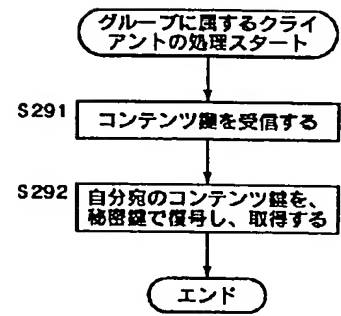 グループに属するクライ
アントの処理スタート
S291
コンテンツ鍵を受信する
S292
自分宛のコンテンツ鍵を、
秘密鍵で復号し、取得する
エンド